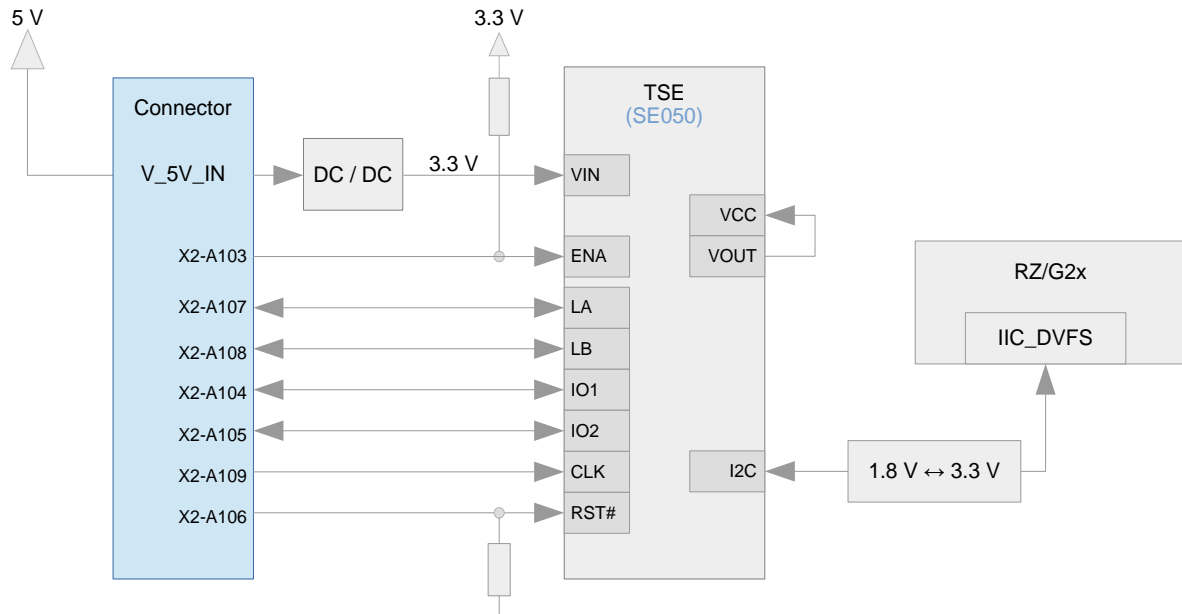 5 V
3.3 V
Connector
V_5V_IN
DC / DC
3.3 V
TSE
(SE050)
VIN
VCC
VOUT
X2-A103
ENA
X2-A107
LA
X2-A108
LB
X2-A104
IO1
X2-A105
IO2
X2-A109
CLK
X2-A106
RST#
I2C
1.8 V ↔ 3.3 V
RZ/G2x
IIC_DVFS